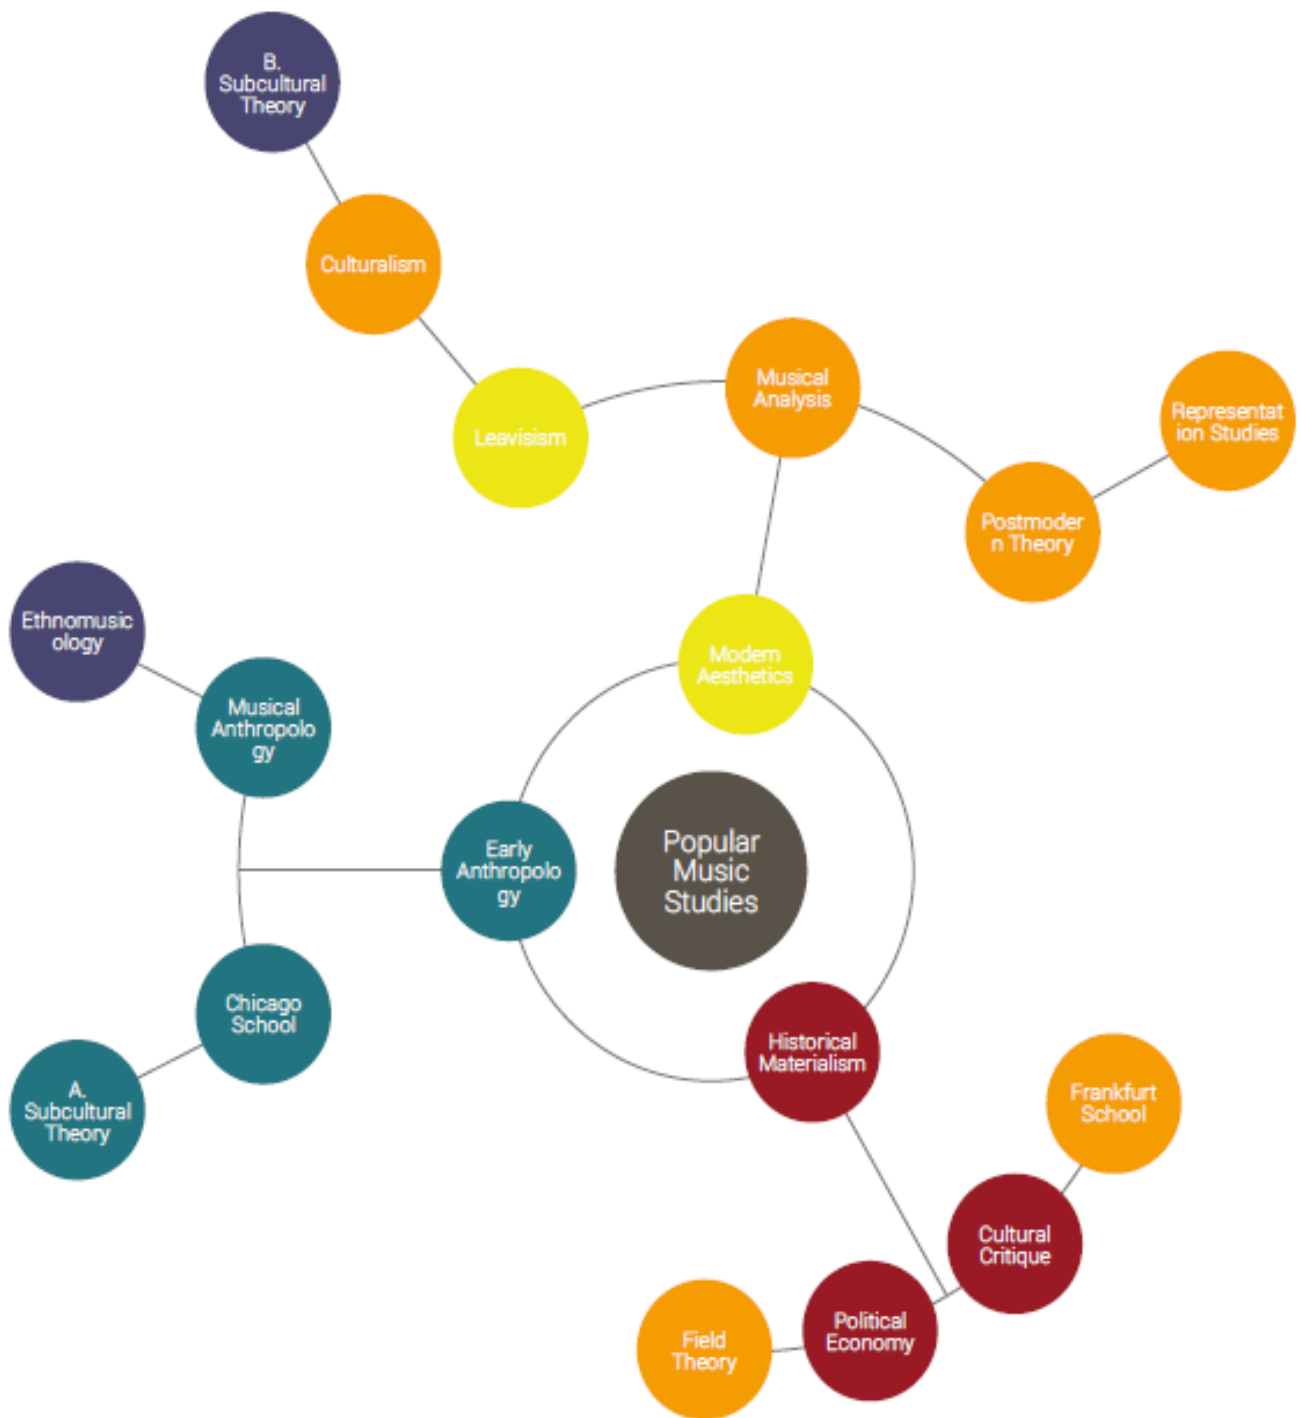 B.
Subcultural
Theory
Culturalism
Leavisism
Musical
Analysis
Representat
ion Studies
Postmoder
n Theory
Ethnomusic
ology
Musical
Anthropolo
gy
Modern
Aesthetics
Early
Anthropolo
gy
Popular
Music
Studies
Chicago
School
A.
Subcultural
Theory
Historical
Materialism
Frankfurt
School
Cultural
Critique
Political
Economy
Field
Theory